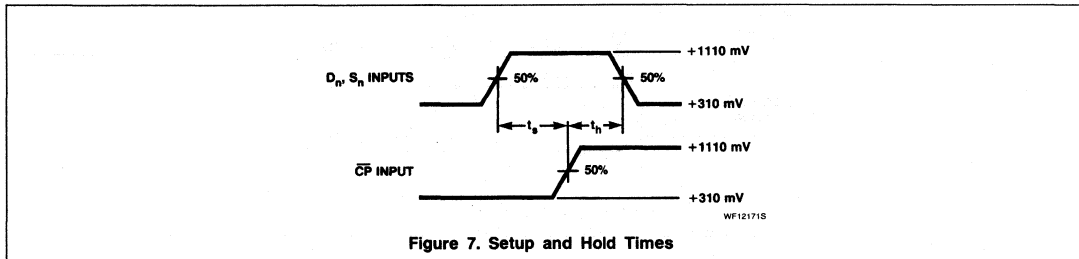 +1110 mV
Dn, Sn INPUTS
50%
50%
+310 mV
ts
th
+1110 mV
CP INPUT
50%
+310 mV
WF12171S
Figure 7. Setup and Hold Times